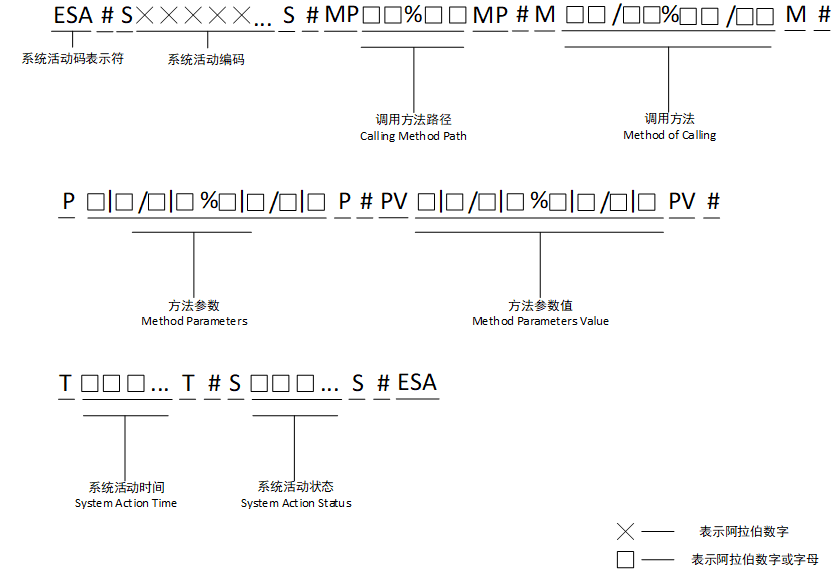 ESA # S×××××... S # MP□□%□□ MP # M □□/□□%□□/□□ M #
系统活动码表示符 系统活动编码
调用方法路径 调用方法
Calling Method Path Method of Calling
P □|□/□|□%□|□/□|□ P # PV □|□/□|□%□|□/□|□ PV #
方法参数 方法参数值
Method Parameters Method Parameters Value
T □□□... T # S □□□... S # ESA
系统活动时间 系统活动状态
System Action Time System Action Status
× — 表示阿拉伯数字
□ — 表示阿拉伯数字或字母